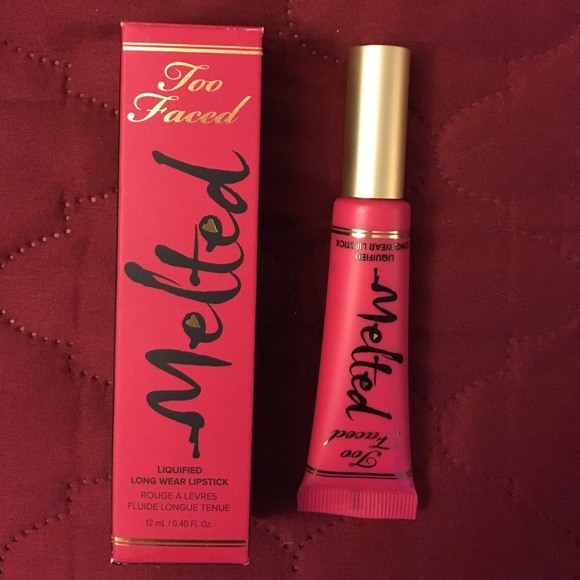 Too
Faced
Melted
LIQUIFIED
LONG WEAR LIPSTICK
ROUGE À LÈVRES
FLUIDE LONGUE TENUE
12 mL / 0.40 Fl. Oz.
LIQUIFIED
LONG-WEAR LIPSTICK
Melted
Too
Faced